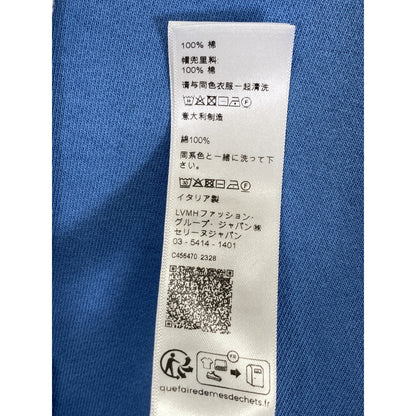 100% 棉
帽兜里料:
100% 棉
请与同色衣服一起清洗
意大利制造
綿100%
同系色と一緒に洗って下
さい。
イタリア製
LVMHファッション・
グループ・ジャパン㈱
セリーヌジャパン
03 - 5414 - 1401
C456470 2328
FR
quefairedemesdechets.fr